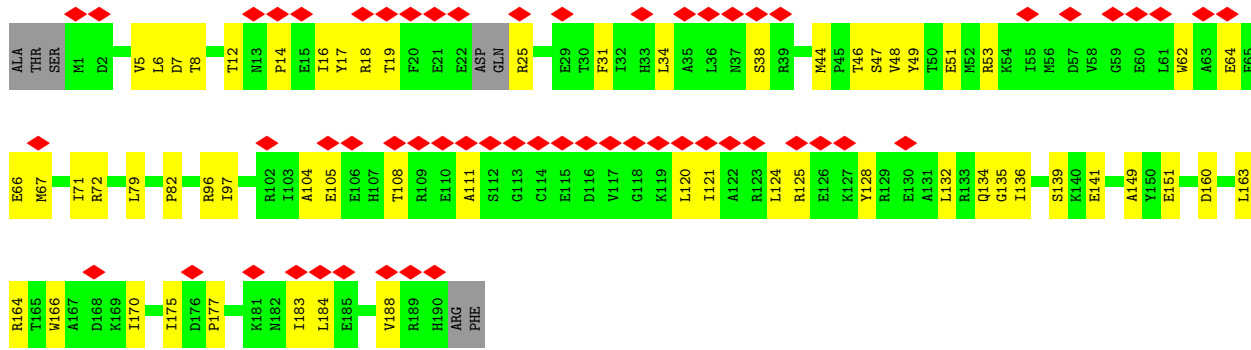 ALA THR SER M1 D2 V5 L6 D7 T8 T12 N13 P14 E15 I16 Y17 R18 T19 F20 E21 E22 ASP GLN R25 E29 T30 F31 I32 H33 L34 A35 L36 N37 S38 R39 M44 P45 T46 S47 V48 Y49 T50 E51 M52 R53 K54 I55 M56 D57 V58 G59 E60 L61 W62 A63 E64 F65
E66 M67 I71 R72 L79 P82 R96 I97 R102 I103 A104 E105 E106 H107 T108 R109 E110 A111 S112 G113 C114 E115 D116 V117 G118 K119 L120 I121 A122 R123 L124 R125 E126 K127 Y128 R129 E130 A131 L132 R133 Q134 G135 I136 S139 K140 E141 A149 Y150 E151 D160 L163
R164 T165 W166 A167 D168 K169 I170 I175 D176 P177 K181 N182 I183 L184 E185 V188 R189 H190 ARG PHE